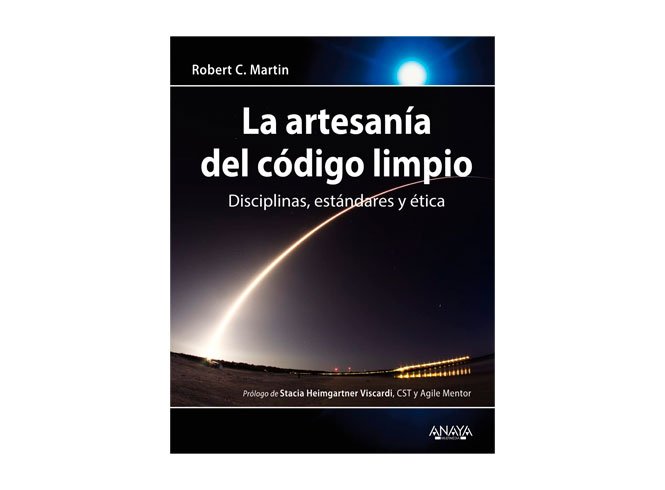 Robert C. Martin
La artesanía
del código limpio
Disciplinas, estándares y ética
Prólogo de Stacia Heimgartner Viscardi, CST y Agile Mentor
ANAYA
MULTIMEDIA